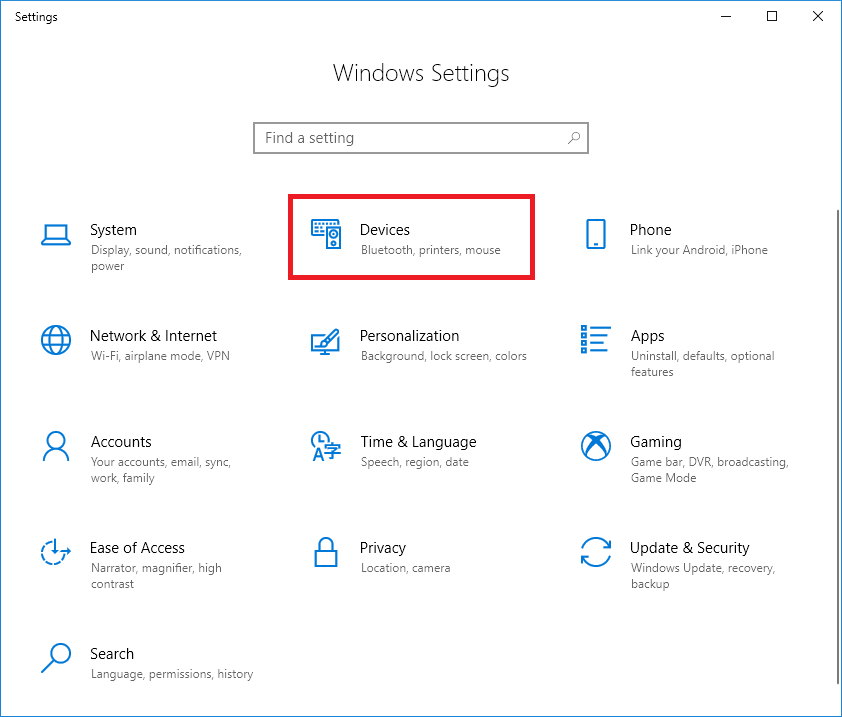 Settings
Windows Settings
Find a setting
System
Display, sound, notifications,
power
Devices
Bluetooth, printers, mouse
Phone
Link your Android, iPhone
Network & Internet
Wi-Fi, airplane mode, VPN
Personalization
Background, lock screen, colors
Apps
Uninstall, defaults, optional
features
Accounts
Your accounts, email, sync,
work, family
Time & Language
Speech, region, date
Gaming
Game bar, DVR, broadcasting,
Game Mode
Ease of Access
Narrator, magnifier, high
contrast
Privacy
Location, camera
Update & Security
Windows Update, recovery,
backup
Search
Language, permissions, history